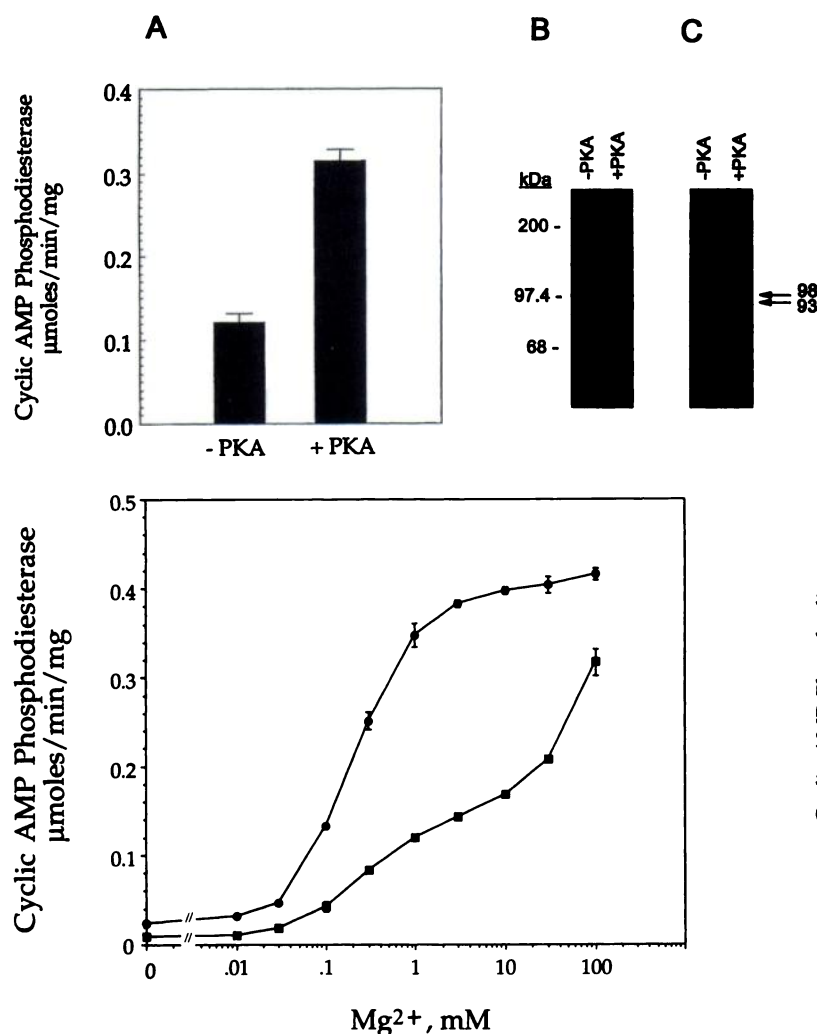 A
B
C
Cyclic AMP Phosphodiesterase
µmoles/min/mg
0.4
0.3
0.2
0.1
0.0
- PKA
+ PKA
kDa
-PKA
+PKA
200 -
97.4 -
68 -
-PKA
+PKA
98
93
Cyclic AMP Phosphodiesterase
µmoles/min/mg
0.5
0.4
0.3
0.2
0.1
0
//
//
0
.01
.1
1
10
100
Mg2+, mM